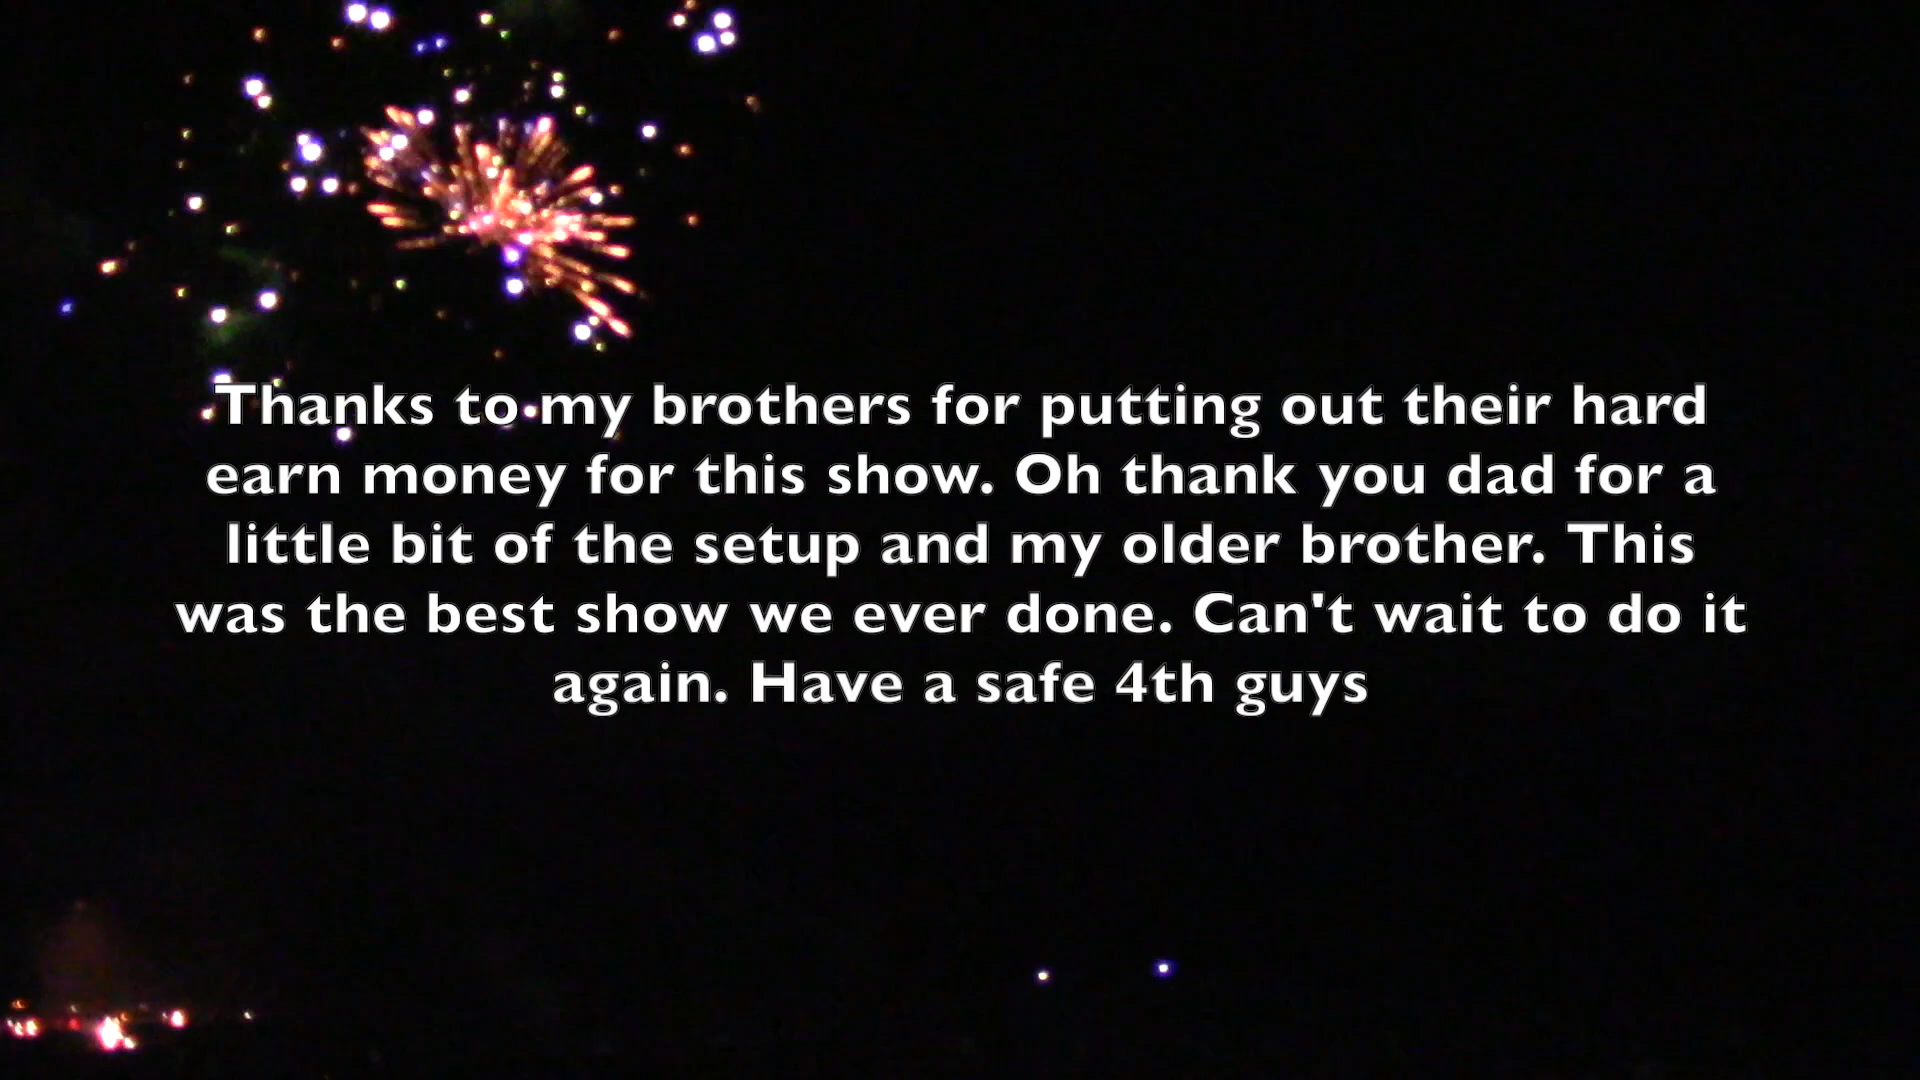 Thanks to my brothers for putting out their hard
earn money for this show. Oh thank you dad for a
little bit of the setup and my older brother. This
was the best show we ever done. Can't wait to do it
again. Have a safe 4th guys